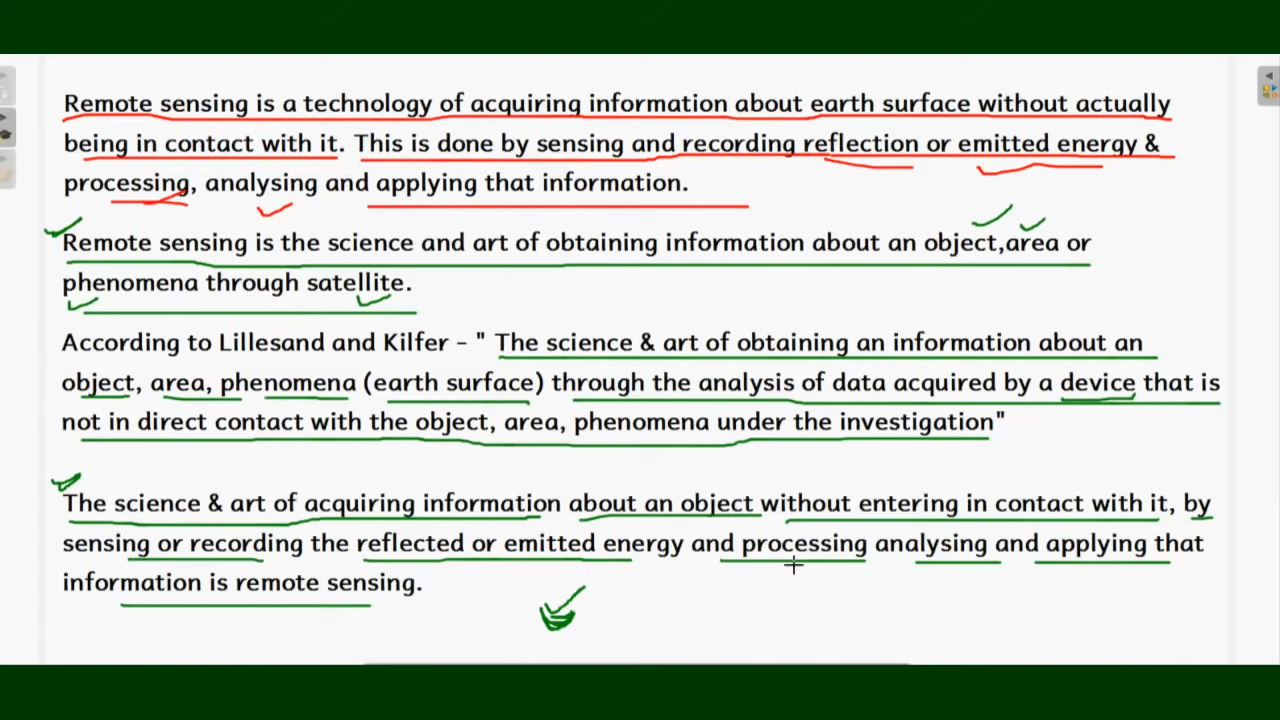 Remote sensing is a technology of acquiring information about earth surface without actually
being in contact with it. This is done by sensing and recording reflection or emitted energy &
processing, analysing and applying that information.
Remote sensing is the science and art of obtaining information about an object,area or
phenomena through satellite.
According to Lillesand and Kilfer - " The science & art of obtaining an information about an
object, area, phenomena (earth surface) through the analysis of data acquired by a device that is
not in direct contact with the object, area, phenomena under the investigation"
The science & art of acquiring information about an object without entering in contact with it, by
sensing or recording the reflected or emitted energy and processing analysing and applying that
information is remote sensing.